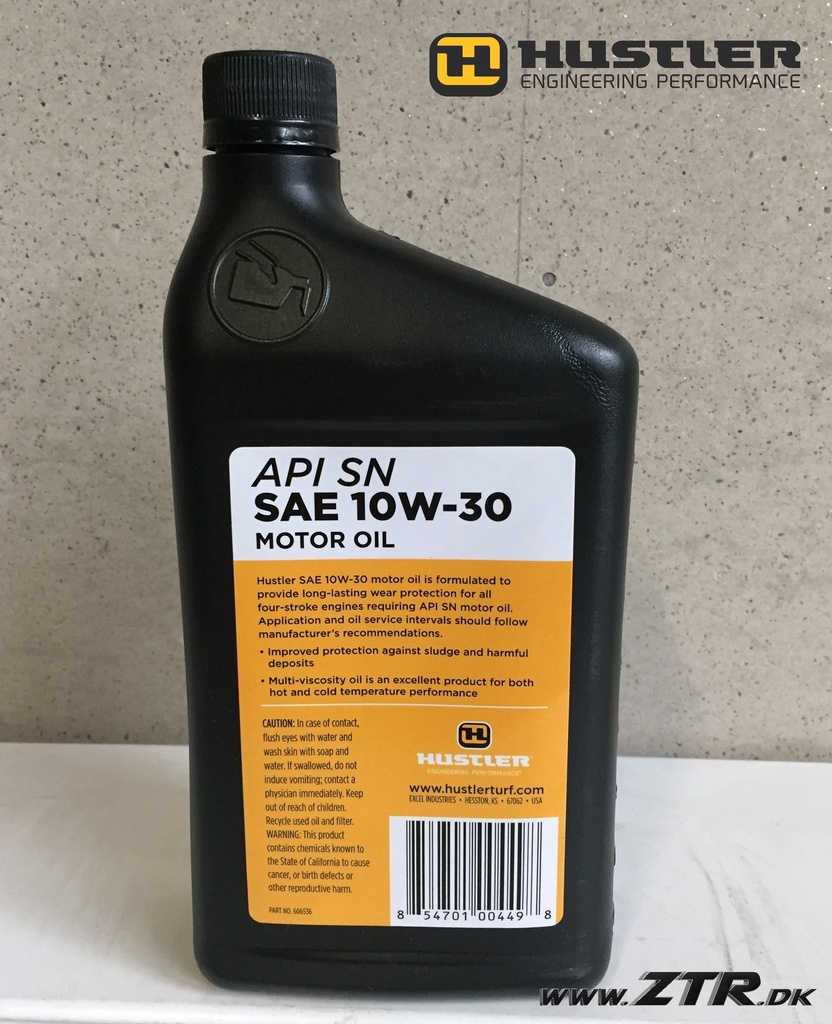 HUSTLER
ENGINEERING PERFORMANCE
API SN
SAE 10W-30
MOTOR OIL
Hustler SAE 10W-30 motor oil is formulated to
provide long-lasting wear protection for all
four-stroke engines requiring API SN motor oil.
Application and oil service intervals should follow
manufacturer's recommendations.
• Improved protection against sludge and harmful
deposits
• Multi-viscosity oil is an excellent product for both
hot and cold temperature performance
CAUTION: In case of contact,
flush eyes with water and
wash skin with soap and
water. If swallowed, do not
induce vomiting; contact a
physician immediately. Keep
out of reach of children.
Recycle used oil and filter.
WARNING: This product
contains chemicals known to
the State of California to cause
cancer, or birth defects or
other reproductive harm.
PART NO. 606536
HUSTLER
ENGINEERING PERFORMANCE
www.hustlerturf.com
EXCEL INDUSTRIES • HESSTON, KS • 67062 • USA
8 54701 00449 8
www.ZTR.DK